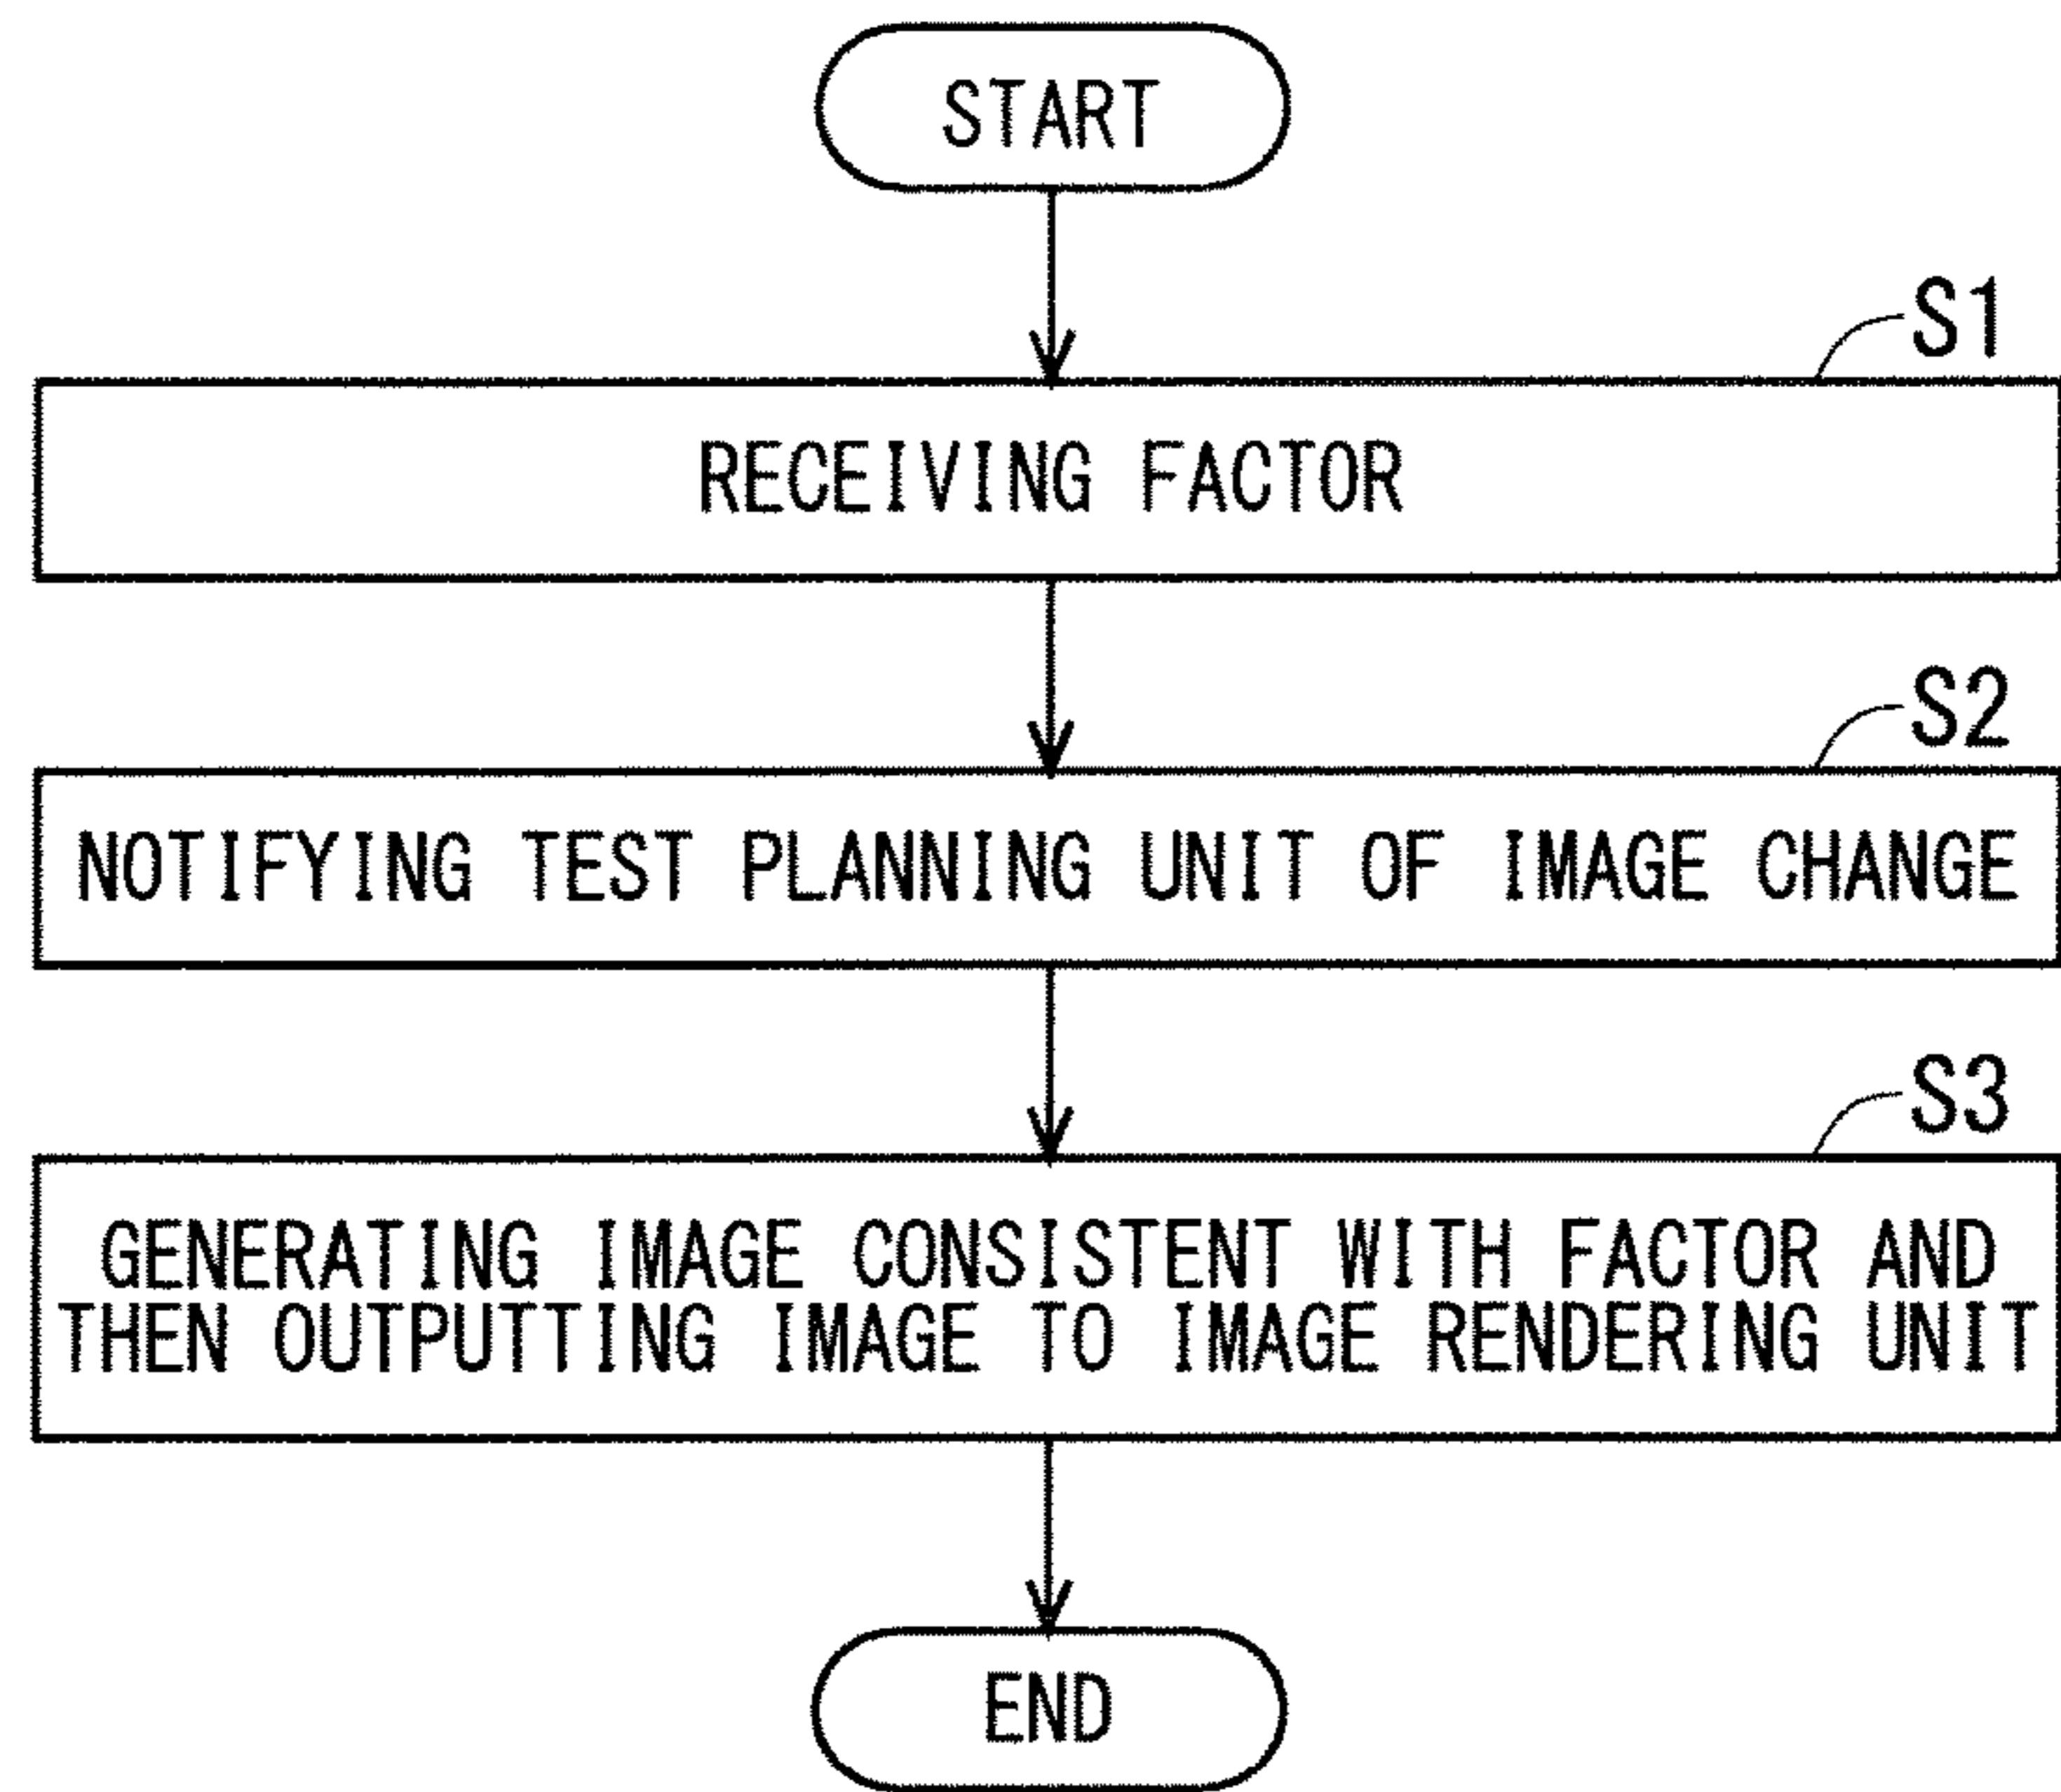 START
S1
RECEIVING FACTOR
S2
NOTIFYING TEST PLANNING UNIT OF IMAGE CHANGE
S3
GENERATING IMAGE CONSISTENT WITH FACTOR AND
THEN OUTPUTTING IMAGE TO IMAGE RENDERING UNIT
END